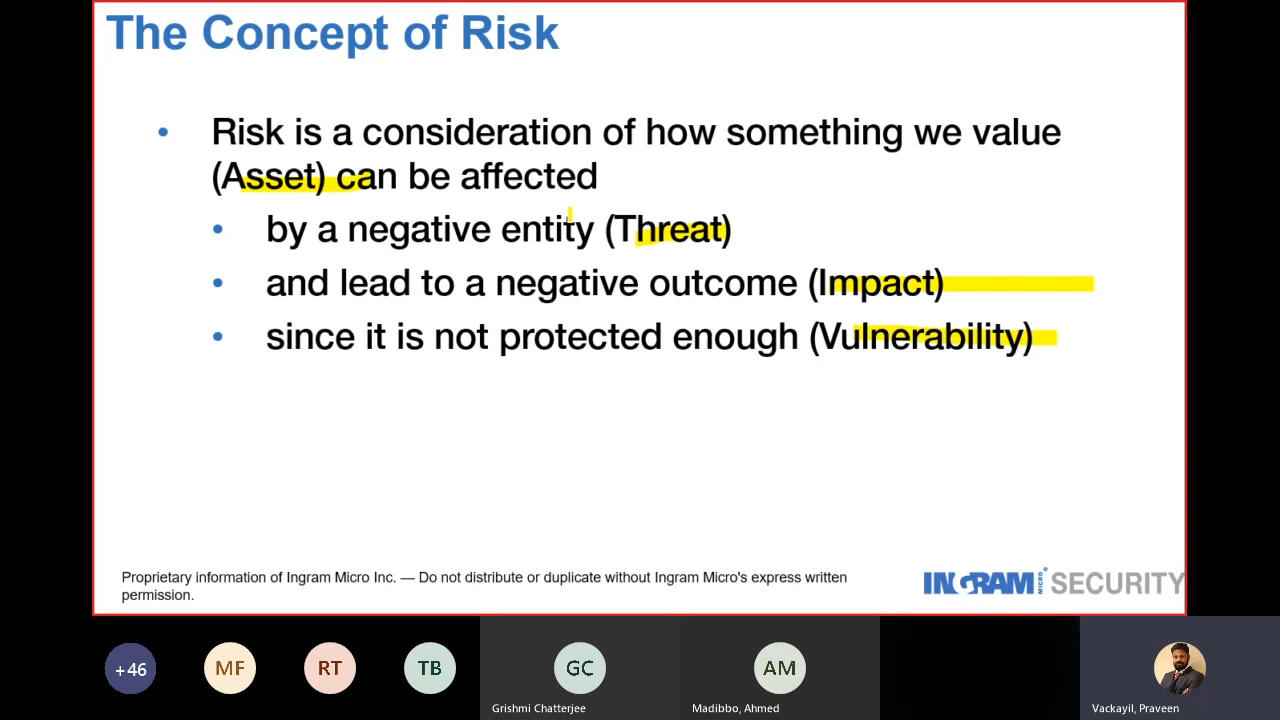 The Concept of Risk
• Risk is a consideration of how something we value
(Asset) can be affected
• by a negative entity (Threat)
• and lead to a negative outcome (Impact)
• since it is not protected enough (Vulnerability)
Proprietary information of Ingram Micro Inc. — Do not distribute or duplicate without Ingram Micro's express written
permission.
INGRAM MICRO SECURITY
+46
MF
RT
TB
GC
AM
Grishmi Chatterjee
Madibbo, Ahmed
Vackayil, Praveen